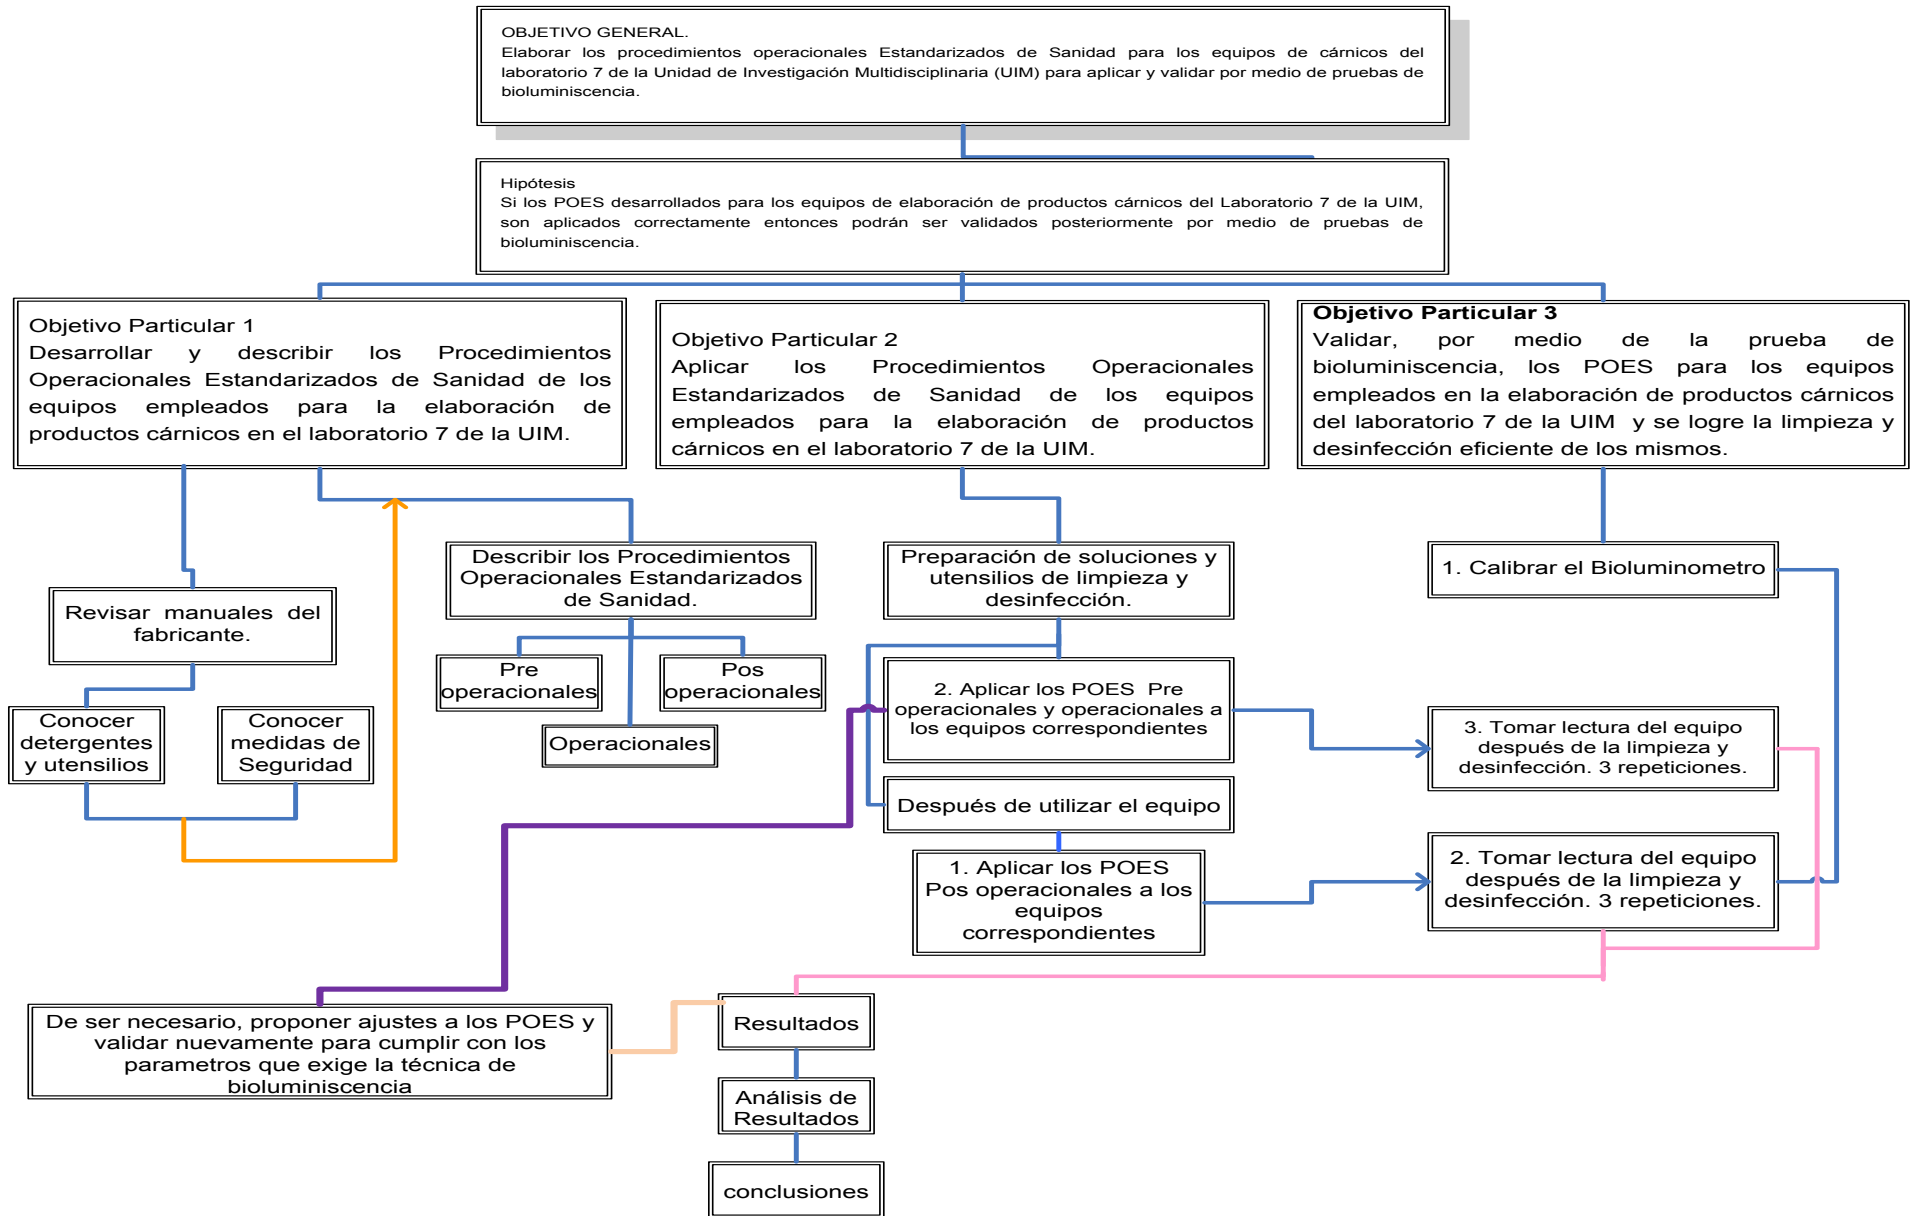 OBJETIVO GENERAL.
Elaborar los procedimientos operacionales Estandarizados de Sanidad para los equipos de cárnicos del
laboratorio 7 de la Unidad de Investigación Multidisciplinaria (UIM) para aplicar y validar por medio de pruebas de
bioluminiscencia.
Hipótesis
Si los POES desarrollados para los equipos de elaboración de productos cárnicos del Laboratorio 7 de la UIM,
son aplicados correctamente entonces podrán ser validados posteriormente por medio de pruebas de
bioluminiscencia.
Objetivo Particular 1
Desarrollar y describir los Procedimientos
Operacionales Estandarizados de Sanidad de los
equipos empleados para la elaboración de
productos cárnicos en el laboratorio 7 de la UIM.
Objetivo Particular 2
Aplicar los Procedimientos Operacionales
Estandarizados de Sanidad de los equipos
empleados para la elaboración de productos
cárnicos en el laboratorio 7 de la UIM.
Objetivo Particular 3
Validar, por medio de la prueba de
bioluminiscencia, los POES para los equipos
empleados en la elaboración de productos cárnicos
del laboratorio 7 de la UIM y se logre la limpieza y
desinfección eficiente de los mismos.
Revisar manuales del
fabricante.
Conocer
detergentes
y utensilios
Conocer
medidas de
Seguridad
Describir los Procedimientos
Operacionales Estandarizados
de Sanidad.
Pre
operacionales
Pos
operacionales
Operacionales
Preparación de soluciones y
utensilios de limpieza y
desinfección.
2. Aplicar los POES Pre
operacionales y operacionales a
los equipos correspondientes
Después de utilizar el equipo
1. Aplicar los POES
Pos operacionales a los
equipos
correspondientes
1. Calibrar el Bioluminometro
3. Tomar lectura del equipo
después de la limpieza y
desinfección. 3 repeticiones.
2. Tomar lectura del equipo
después de la limpieza y
desinfección. 3 repeticiones.
De ser necesario, proponer ajustes a los POES y
validar nuevamente para cumplir con los
parametros que exige la técnica de
bioluminiscencia
Resultados
Análisis de
Resultados
conclusiones